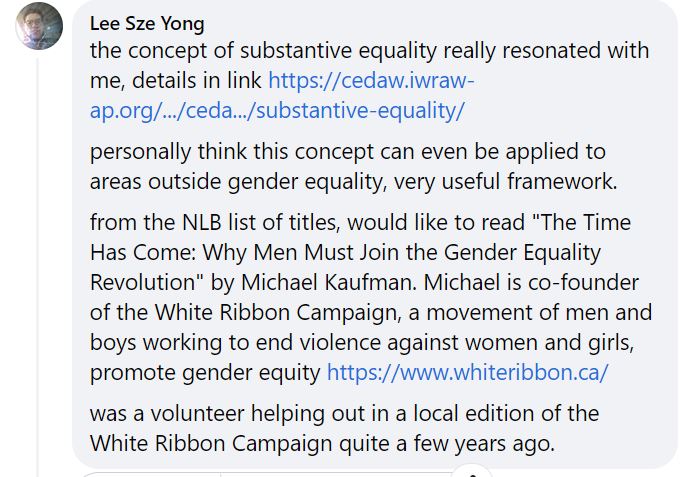 Lee Sze Yong
the concept of substantive equality really resonated with
me, details in link https://cedaw.iwraw-
ap.org/.../ceda.../substantive-equality/
personally think this concept can even be applied to
areas outside gender equality, very useful framework.
from the NLB list of titles, would like to read "The Time
Has Come: Why Men Must Join the Gender Equality
Revolution" by Michael Kaufman. Michael is co-founder
of the White Ribbon Campaign, a movement of men and
boys working to end violence against women and girls,
promote gender equity https://www.whiteribbon.ca/
was a volunteer helping out in a local edition of the
White Ribbon Campaign quite a few years ago.